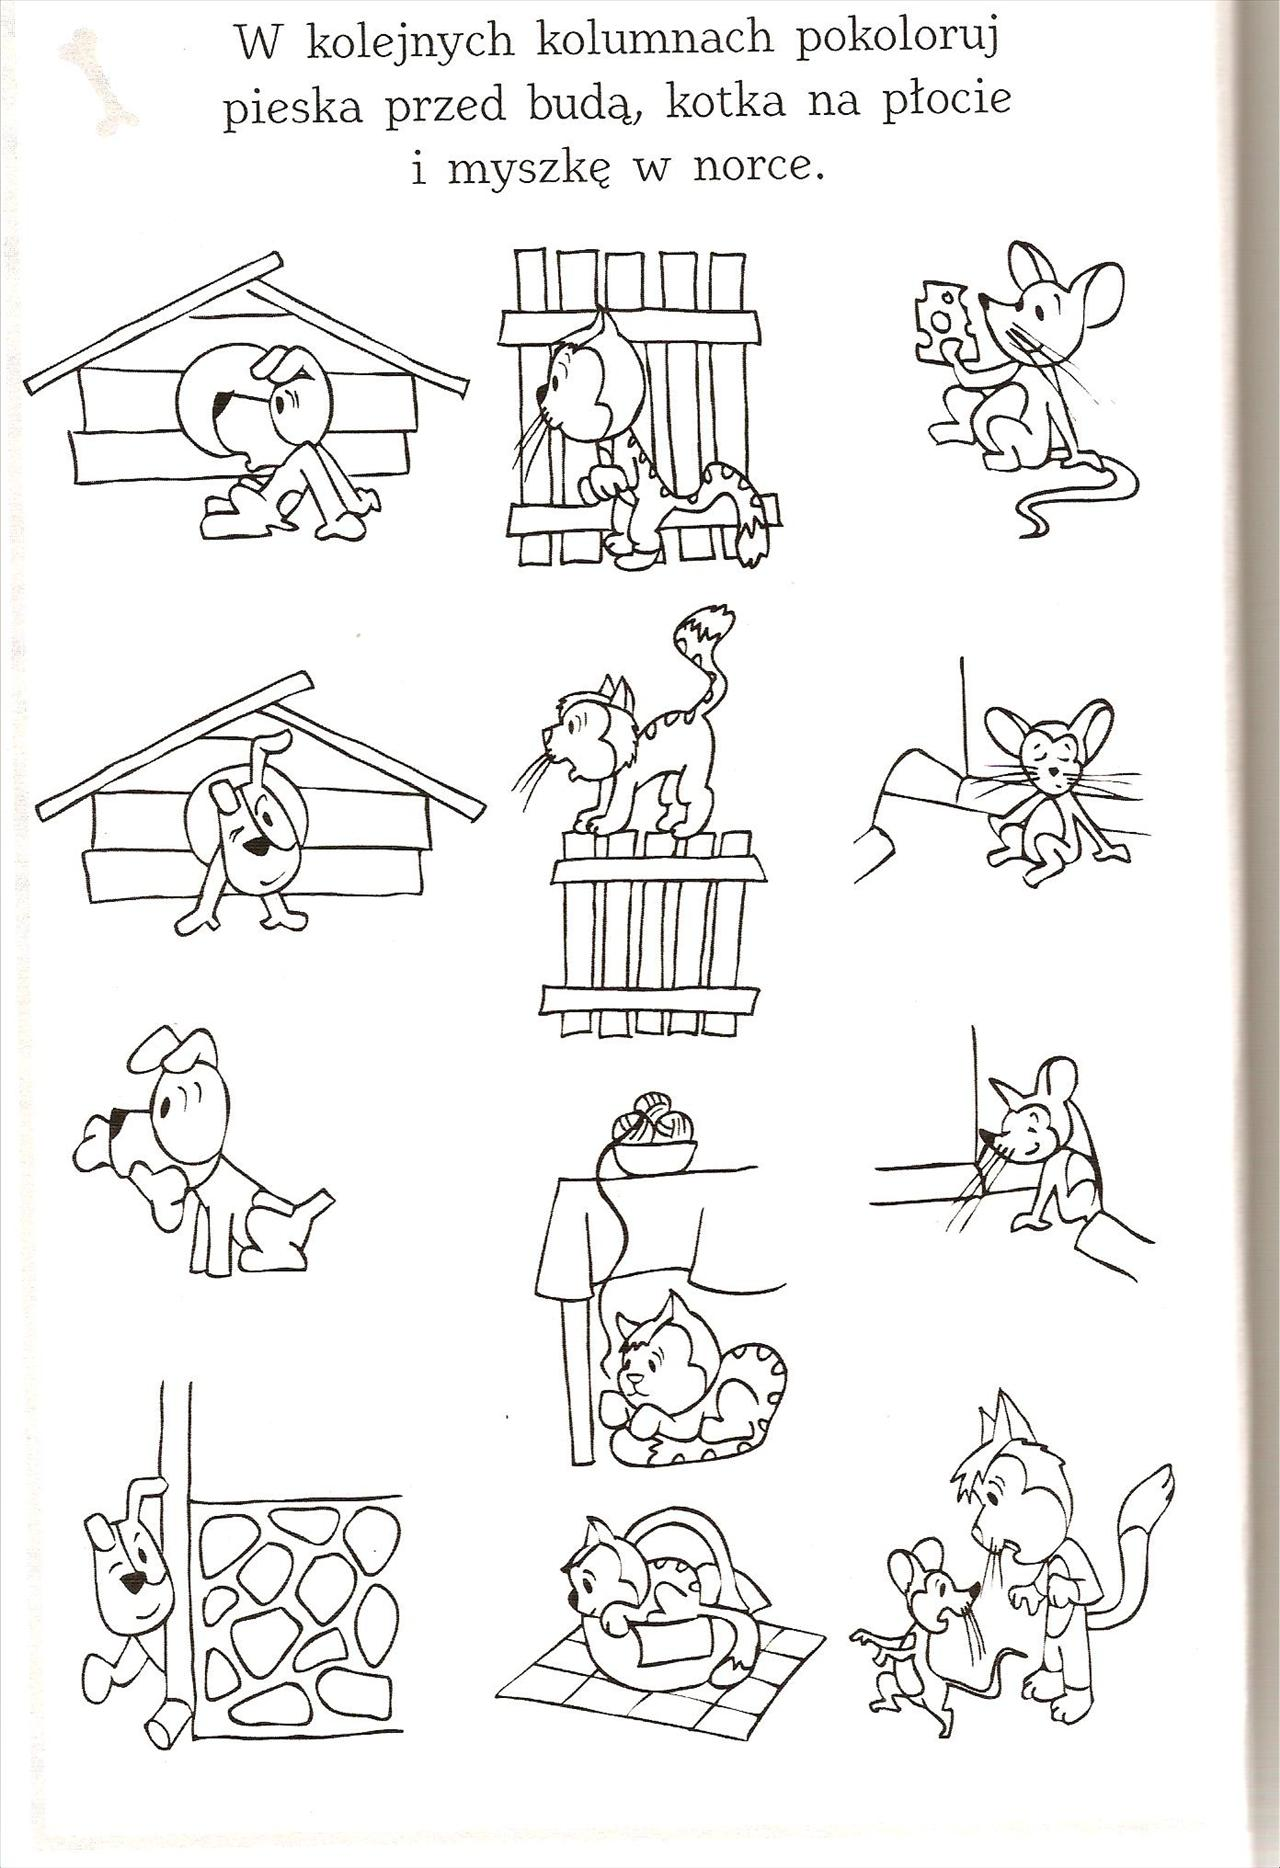 W kolejnych kolumnach pokoloruj
pieska przed budą, kotka na płocie
i myszkę w norce.